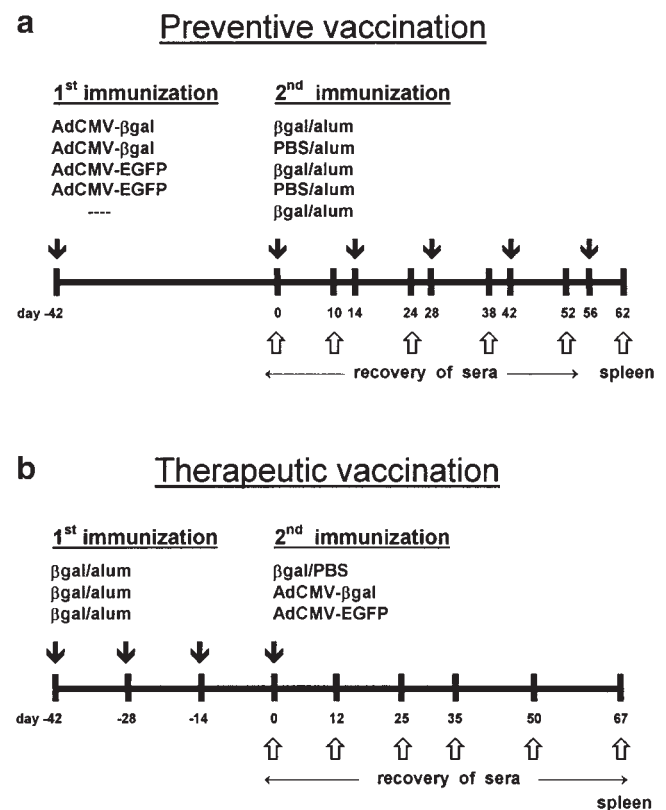 a Preventive vaccination
1st immunization 2nd immunization
AdCMV-βgal βgal/alum
AdCMV-βgal PBS/alum
AdCMV-EGFP βgal/alum
AdCMV-EGFP PBS/alum
---- βgal/alum
day -42 0 10 14 24 28 38 42 52 56 62
recovery of sera spleen
b Therapeutic vaccination
1st immunization 2nd immunization
βgal/alum βgal/PBS
βgal/alum AdCMV-βgal
βgal/alum AdCMV-EGFP
day -42 -28 -14 0 12 25 35 50 67
recovery of sera
spleen